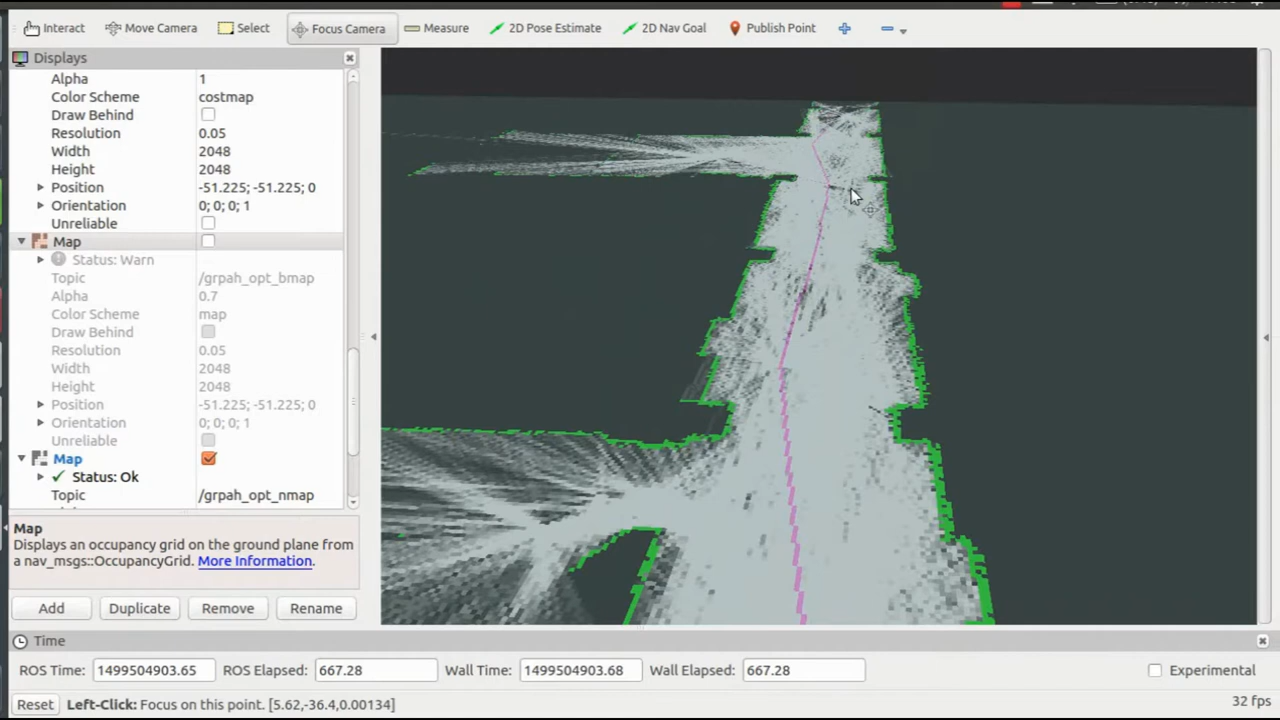 Interact Move Camera Select Focus Camera Measure 2D Pose Estimate 2D Nav Goal Publish Point
Displays
Alpha 1
Color Scheme costmap
Draw Behind
Resolution 0.05
Width 2048
Height 2048
Position -51.225; -51.225; 0
Orientation 0; 0; 0; 1
Unreliable
Map
Status: Warn
Topic /grpah_opt_bmap
Alpha 0.7
Color Scheme map
Draw Behind
Resolution 0.05
Width 2048
Height 2048
Position -51.225; -51.225; 0
Orientation 0; 0; 0; 1
Unreliable
Map
Status: Ok
Topic /grpah_opt_nmap
Map
Displays an occupancy grid on the ground plane from
a nav_msgs::OccupancyGrid. More Information.
Add Duplicate Remove Rename
Time
ROS Time: 1499504903.65 ROS Elapsed: 667.28 Wall Time: 1499504903.68 Wall Elapsed: 667.28 Experimental
Reset Left-Click: Focus on this point. [5.62,-36.4,0.00134] 32 fps